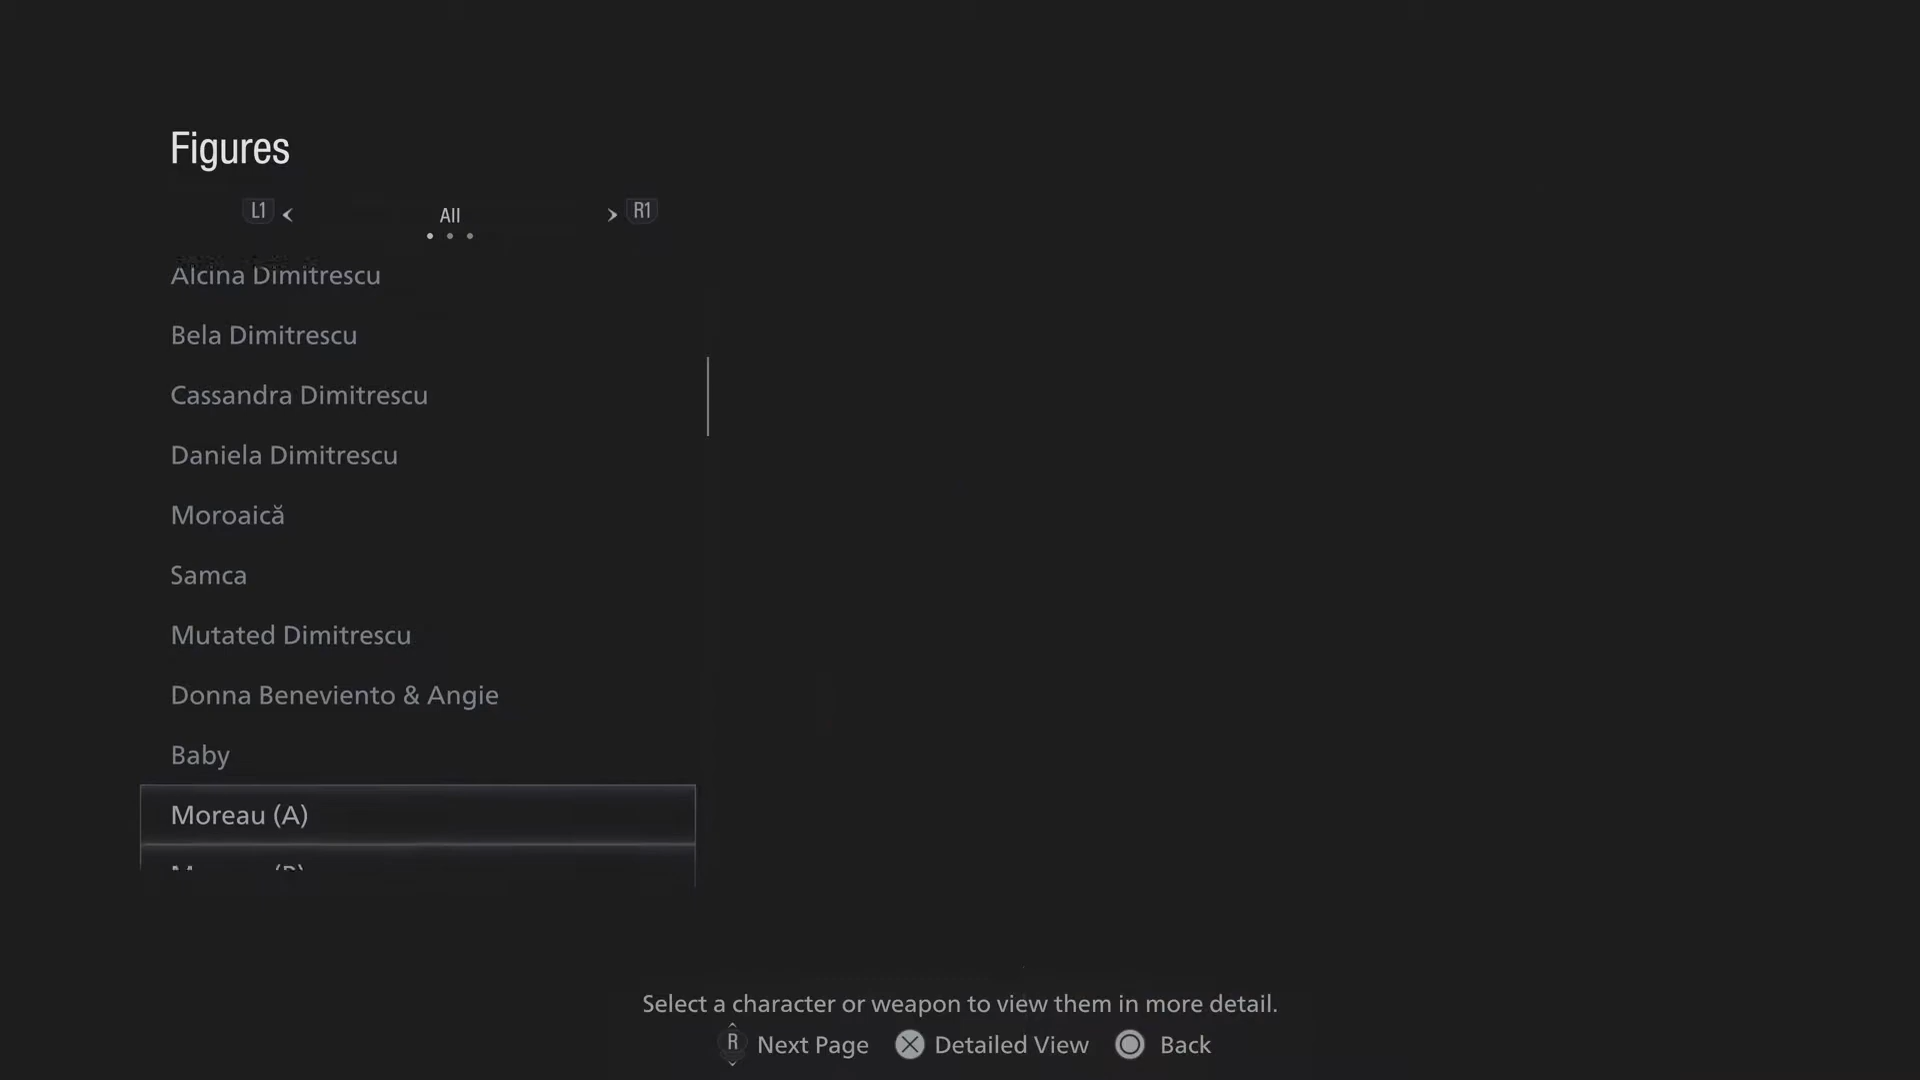 Figures
L1 < All > R1
Alcina Dimitrescu
Bela Dimitrescu
Cassandra Dimitrescu
Daniela Dimitrescu
Moroaică
Samca
Mutated Dimitrescu
Donna Beneviento & Angie
Baby
Moreau (A)
Select a character or weapon to view them in more detail.
R Next Page Detailed View Back